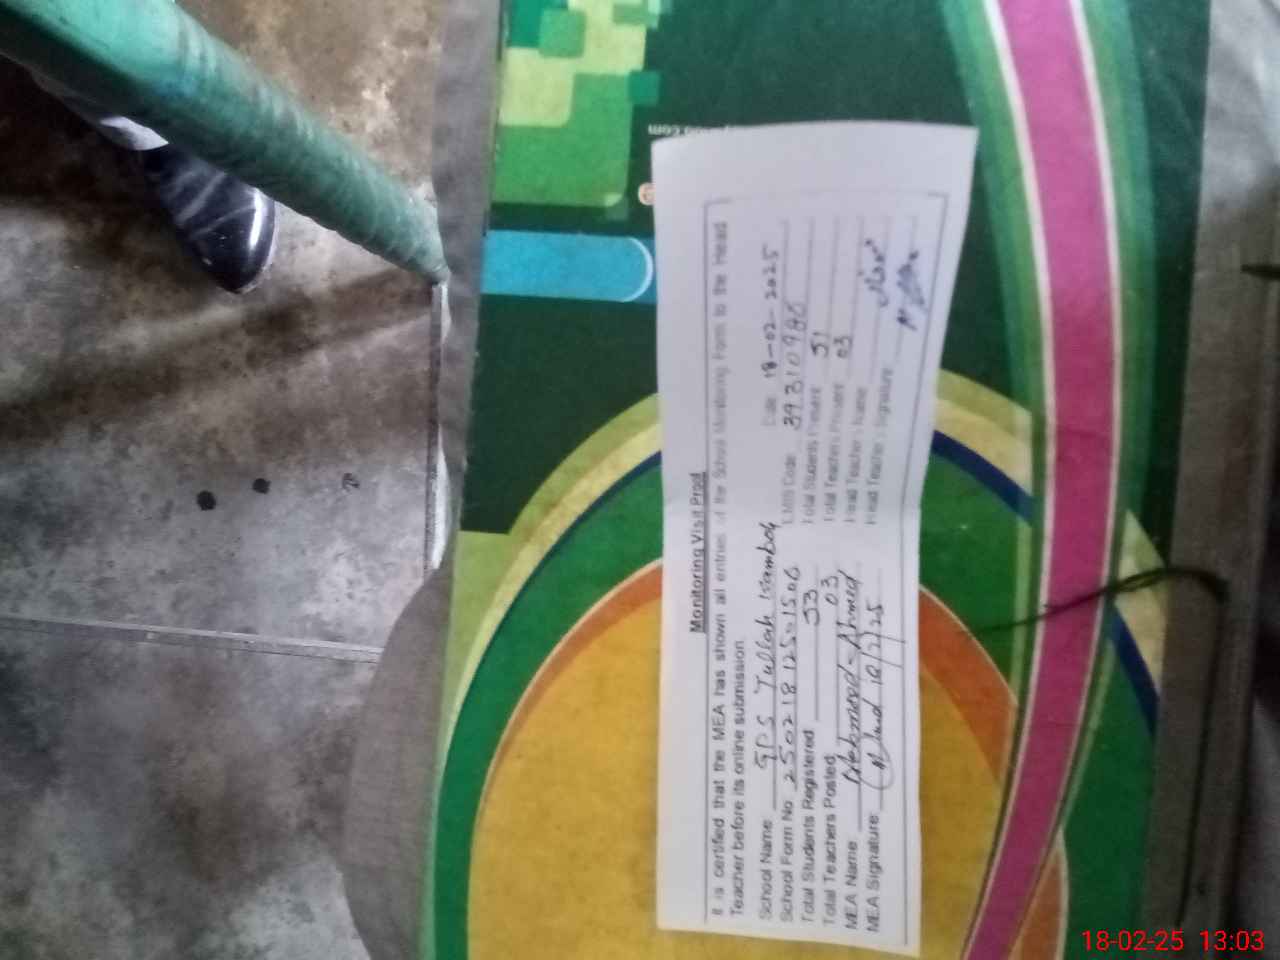 Monitoring Visit Proof
It is certified that the MEA has shown all entries of the School Monitoring Form to the Head
Teacher before its online submission.
School Name GPS Date 18-02-2025
School Form No 25021812501500 EMIS Code 39310980
Total Students Registered 53 Total Students Present 51
Total Teachers Posted 03 Total Teachers Present 03
MEA Name Mehmood Ahmed Head Teacher Name
MEA Signature Head Teacher Signature
18-02-25 13:03